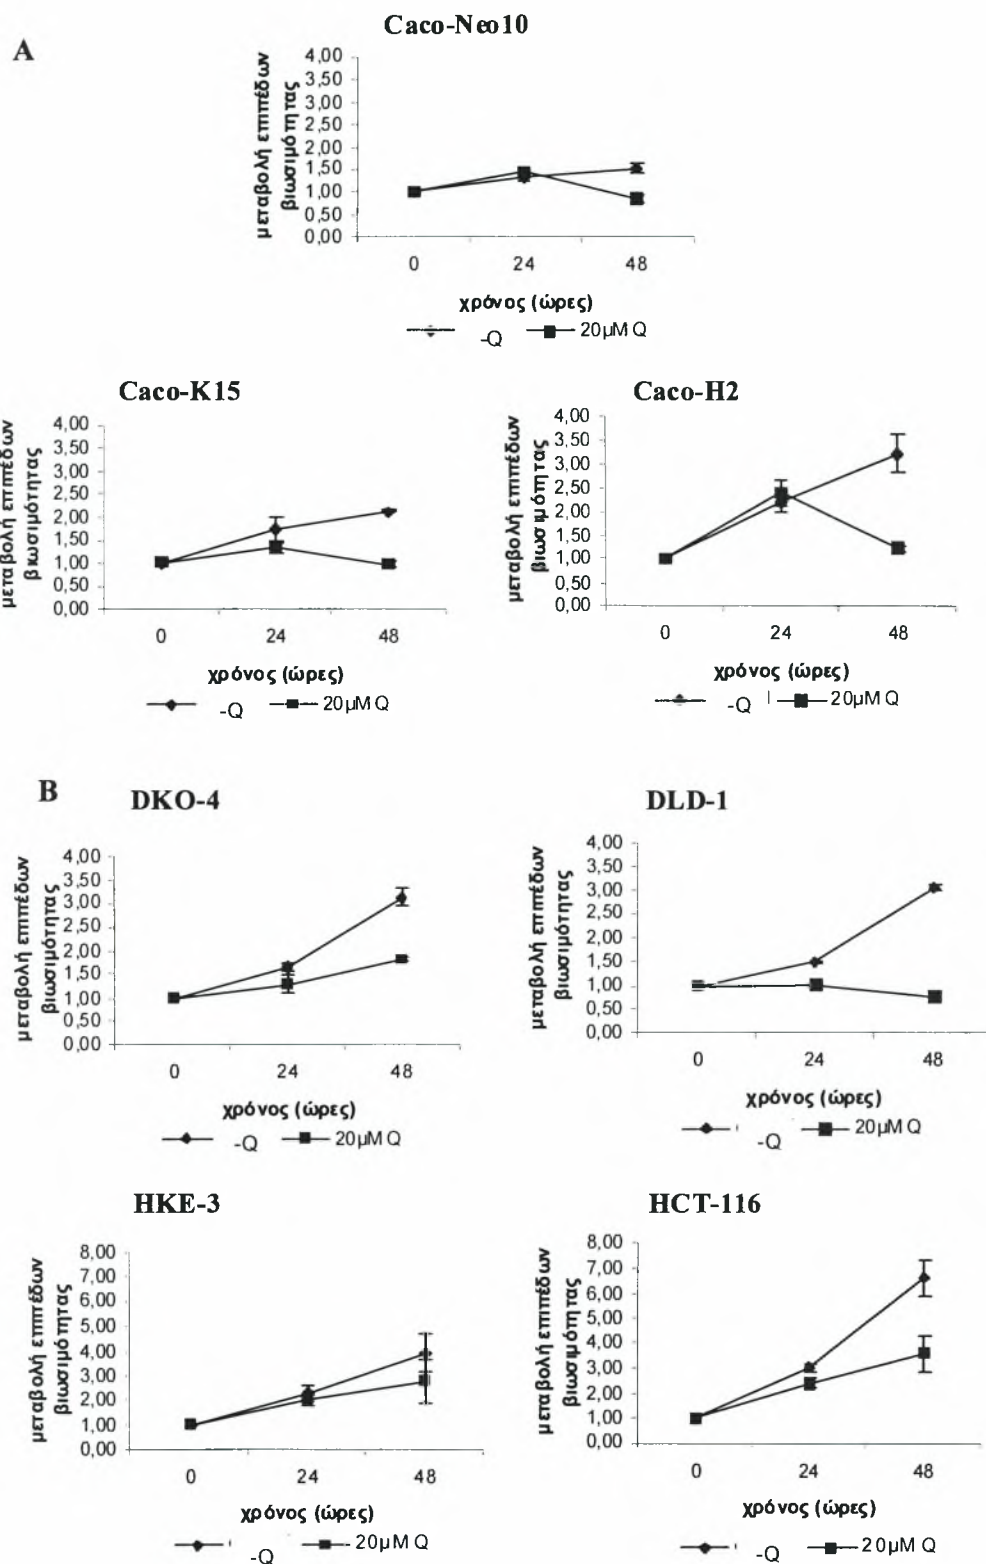 A
Caco-Neo10
μεταβολή επιπέδων
βιωσιμότητας
4,00
3,50
3,00
2,50
2,00
1,50
1,00
0,50
0,00
0 24 48
χρόνος (ώρες)
-Q 20μM Q
Caco-K15
μεταβολή επιπέδων
βιωσιμότητας
4,00
3,50
3,00
2,50
2,00
1,50
1,00
0,50
0,00
0 24 48
χρόνος (ώρες)
-Q 20μM Q
Caco-H2
μεταβολή επιπέδων
βιωσιμότητας
4,00
3,50
3,00
2,50
2,00
1,50
1,00
0,50
0,00
0 24 48
χρόνος (ώρες)
-Q 20μM Q
B
DKO-4
μεταβολή επιπέδων
βιωσιμότητας
4,00
3,50
3,00
2,50
2,00
1,50
1,00
0,50
0,00
0 24 48
χρόνος (ώρες)
-Q 20μM Q
DLD-1
μεταβολή επιπέδων
βιωσιμότητας
4,00
3,50
3,00
2,50
2,00
1,50
1,00
0,50
0,00
0 24 48
χρόνος (ώρες)
-Q 20μM Q
HKE-3
μεταβολή επιπέδων
βιωσιμότητας
8,00
7,00
6,00
5,00
4,00
3,00
2,00
1,00
0,00
0 24 48
χρόνος (ώρες)
-Q 20μM Q
HCT-116
μεταβολή επιπέδων
βιωσιμότητας
8,00
7,00
6,00
5,00
4,00
3,00
2,00
1,00
0,00
0 24 48
χρόνος (ώρες)
-Q 20μM Q